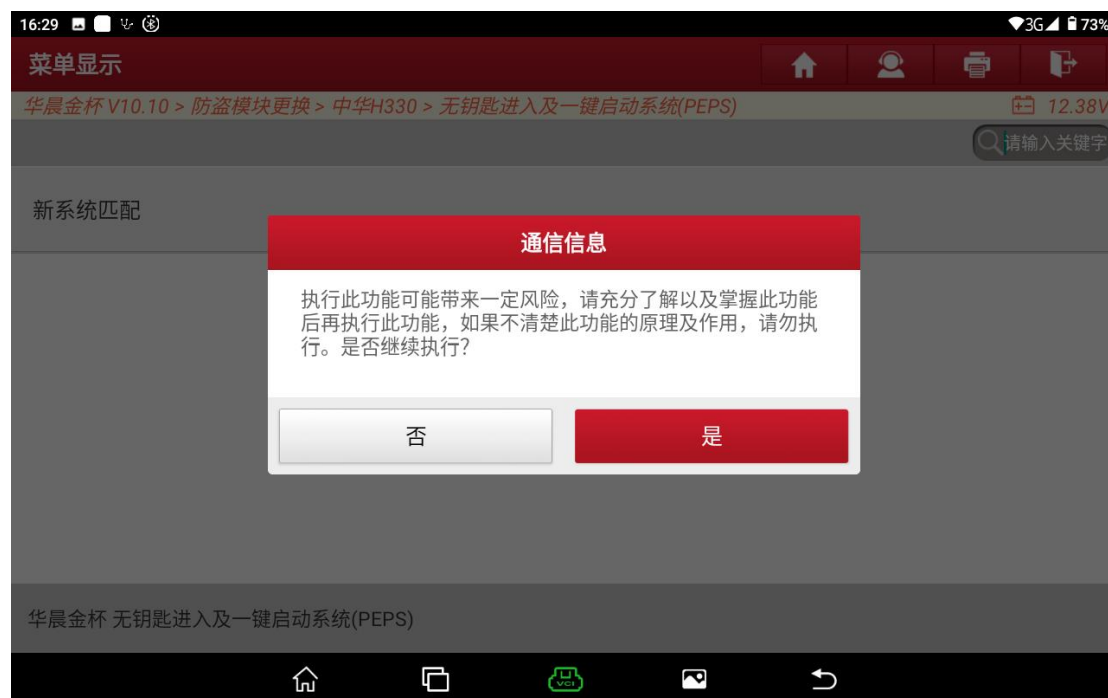 16:29
3G 73%
菜单显示
华晨金杯 V10.10 > 防盗模块更换 > 中华H330 > 无钥匙进入及一键启动系统(PEPS)
12.38V
请输入关键字
新系统匹配
通信信息
执行此功能可能带来一定风险，请充分了解以及掌握此功能
后再执行此功能，如果不清楚此功能的原理及作用，请勿执
行。是否继续执行？
否
是
华晨金杯 无钥匙进入及一键启动系统(PEPS)
VCI